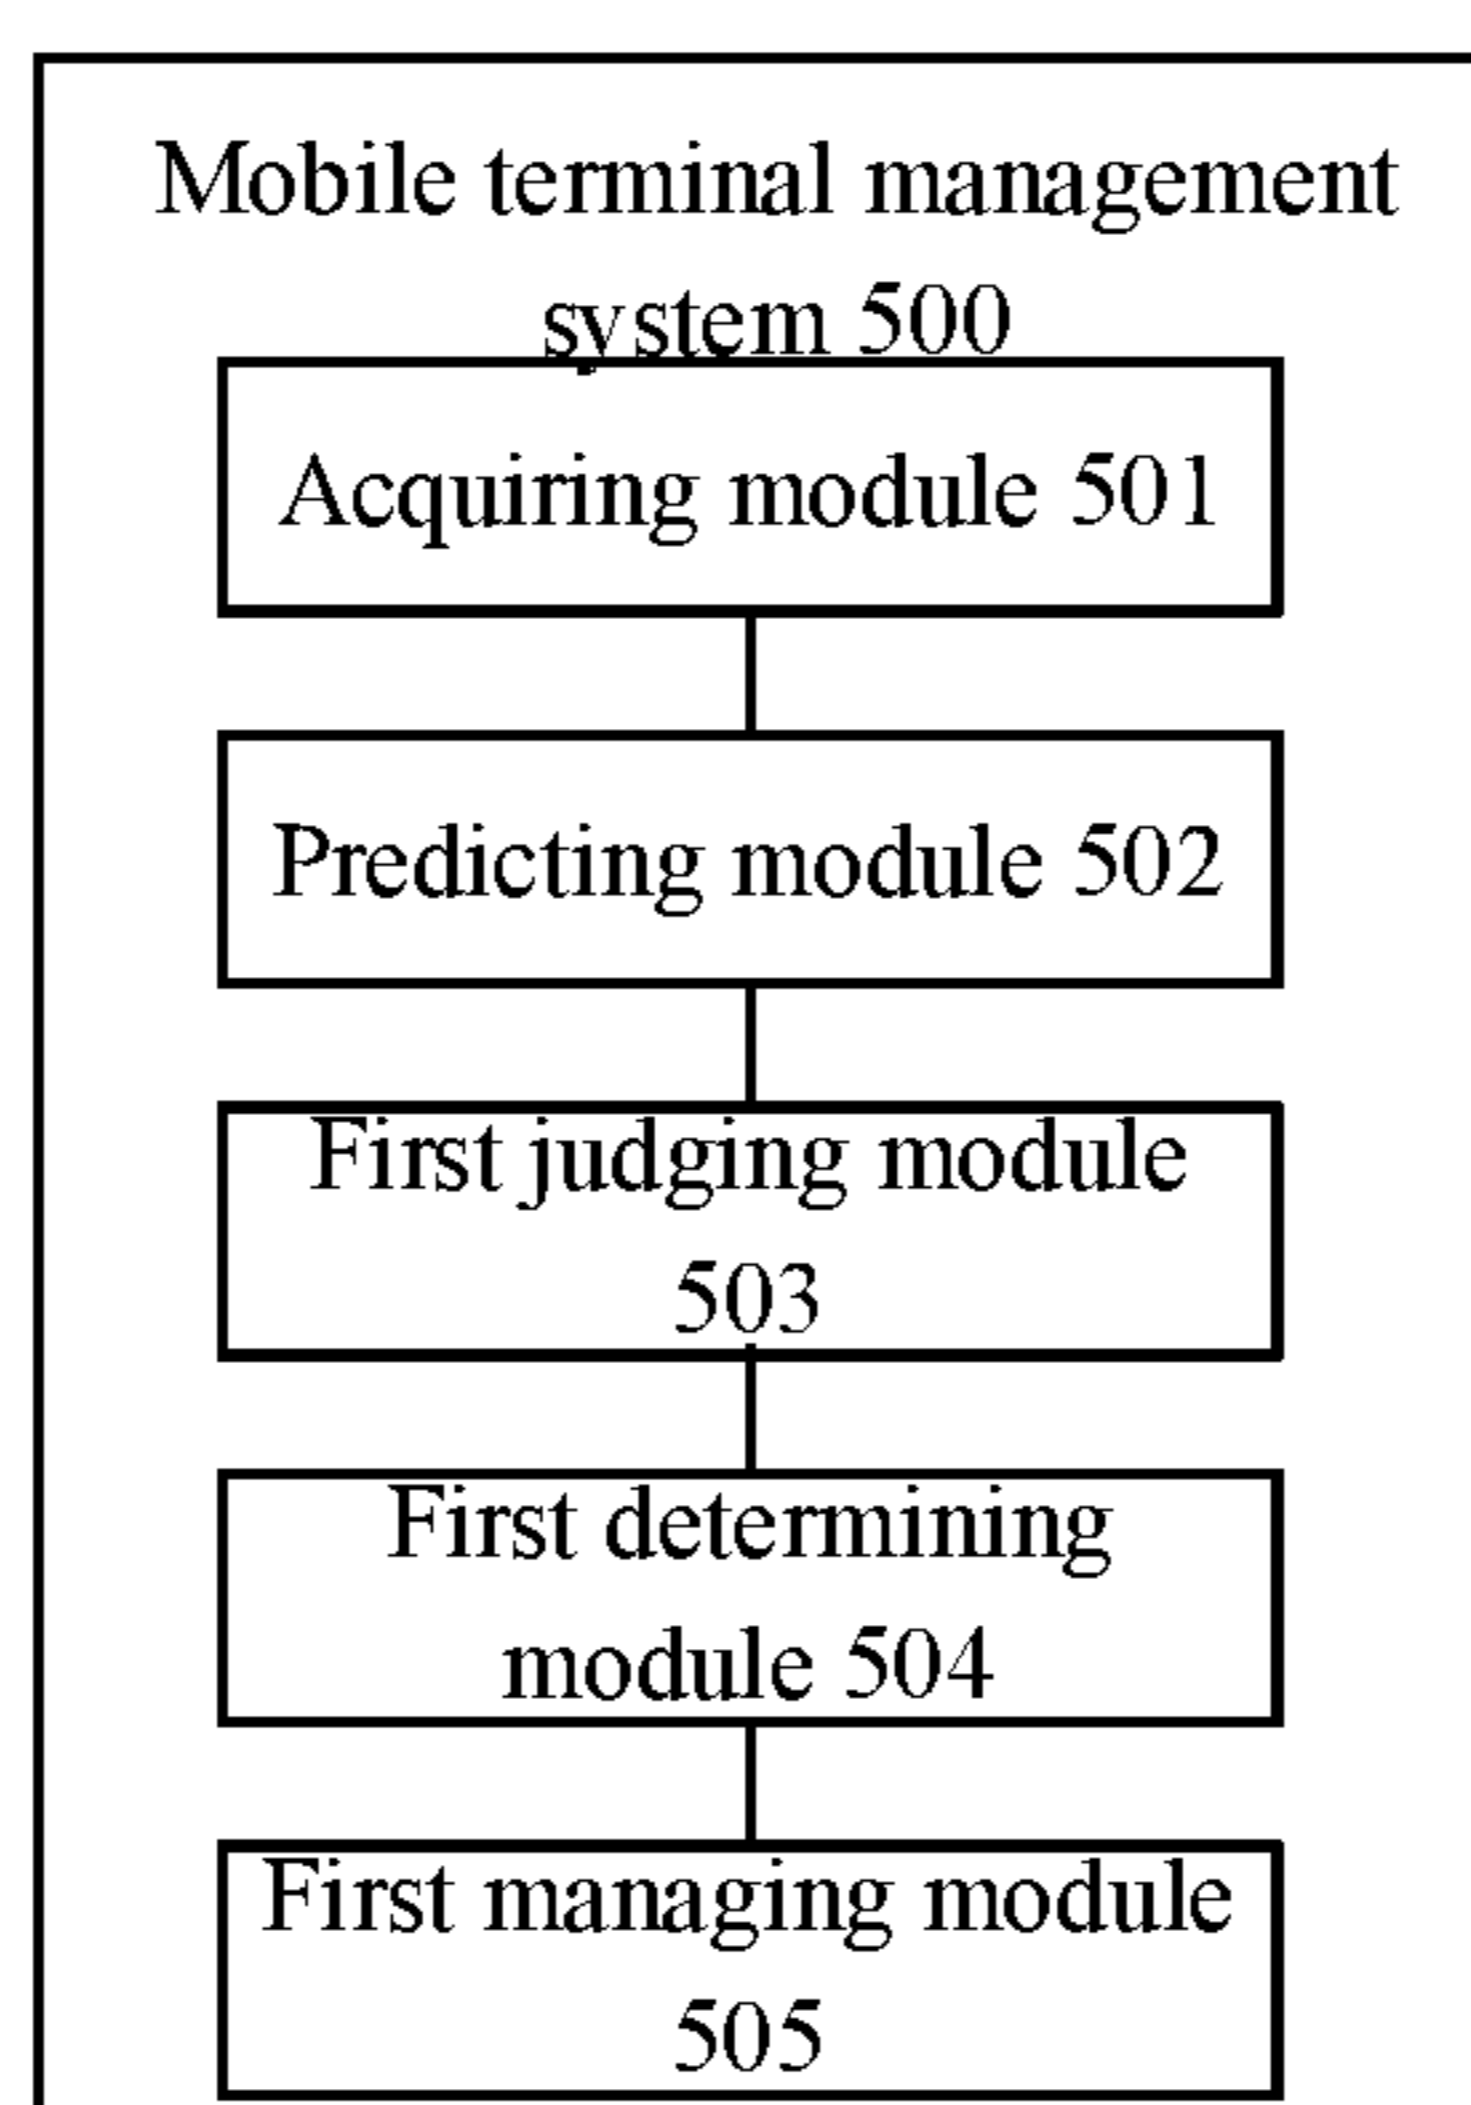 Mobile terminal management
system 500
Acquiring module 501
Predicting module 502
First judging module
503
First determining
module 504
First managing module
505